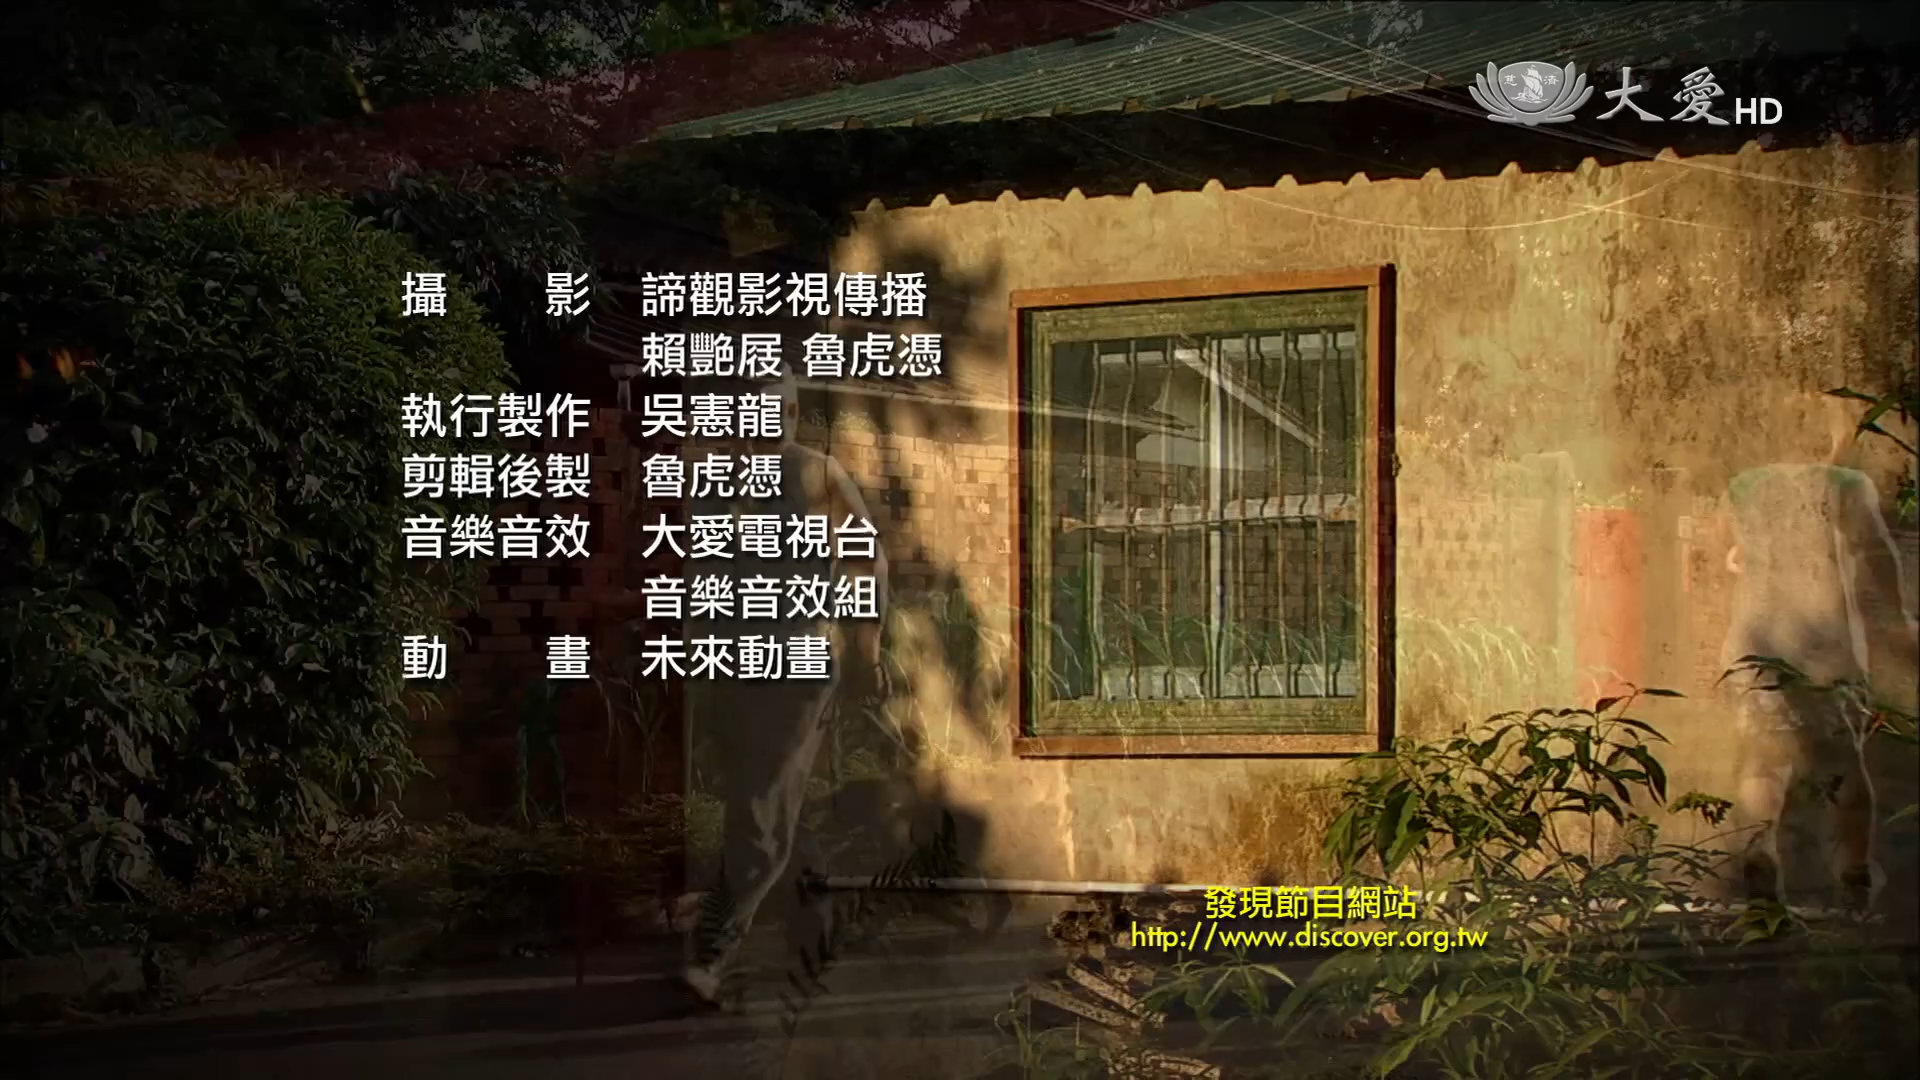 大愛HD
攝影 諦觀影視傳播
賴艷屐 魯虎憑
執行製作 吳憲龍
剪輯後製 魯虎憑
音樂音效 大愛電視台
音樂音效組
動畫 未來動畫
發現節目網站
http://www.discover.org.tw